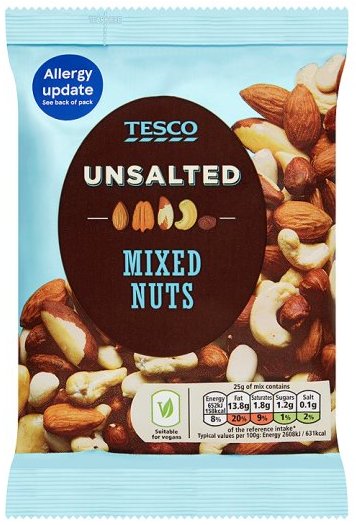 Allergy
update
See back of pack
TESCO
UNSALTED
MIXED
NUTS
Suitable
for vegans
25g of mix contains
Energy Fat Saturates Sugars Salt
652kJ 13.8g 1.8g 1.2g 0.1g
158kcal
8% 20% 9% 1% 2%
of the reference intake*
Typical values per 100g: Energy 2608kJ / 631kcal